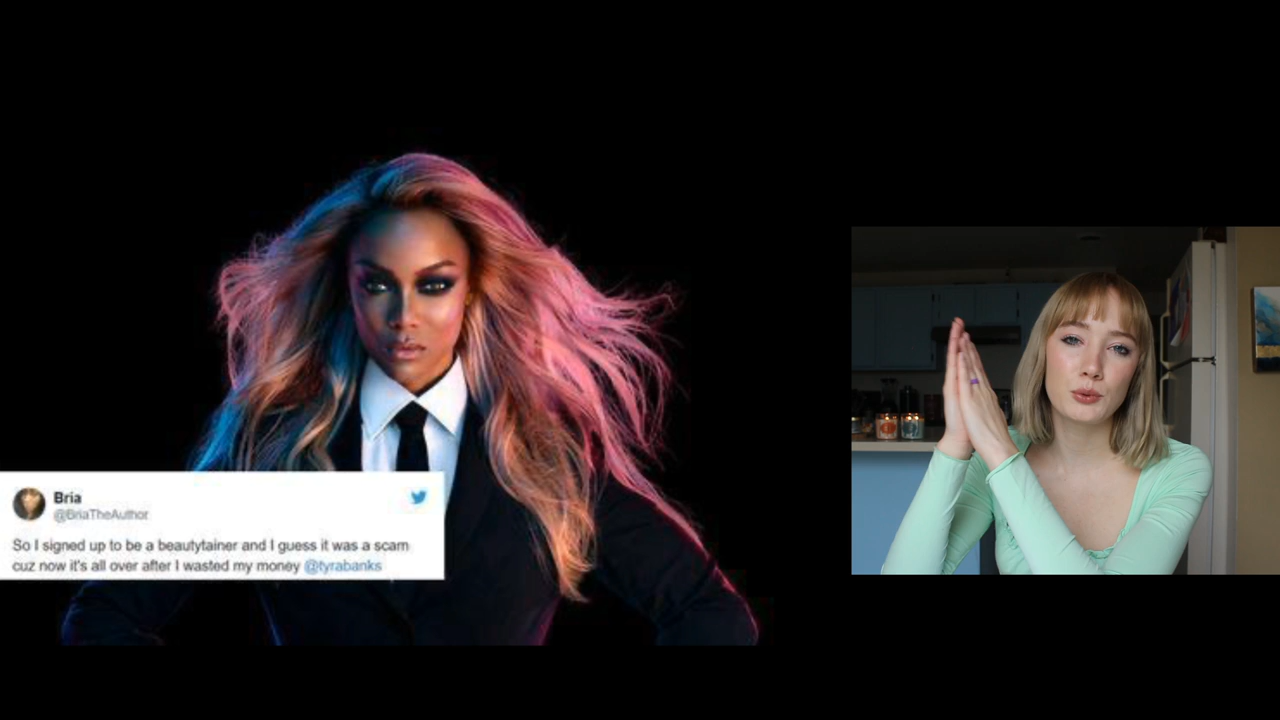 Bria
@BriaTheAuthor
So I signed up to be a beautytainer and I guess it was a scam
cuz now it's all over after I wasted my money @tyrabanks